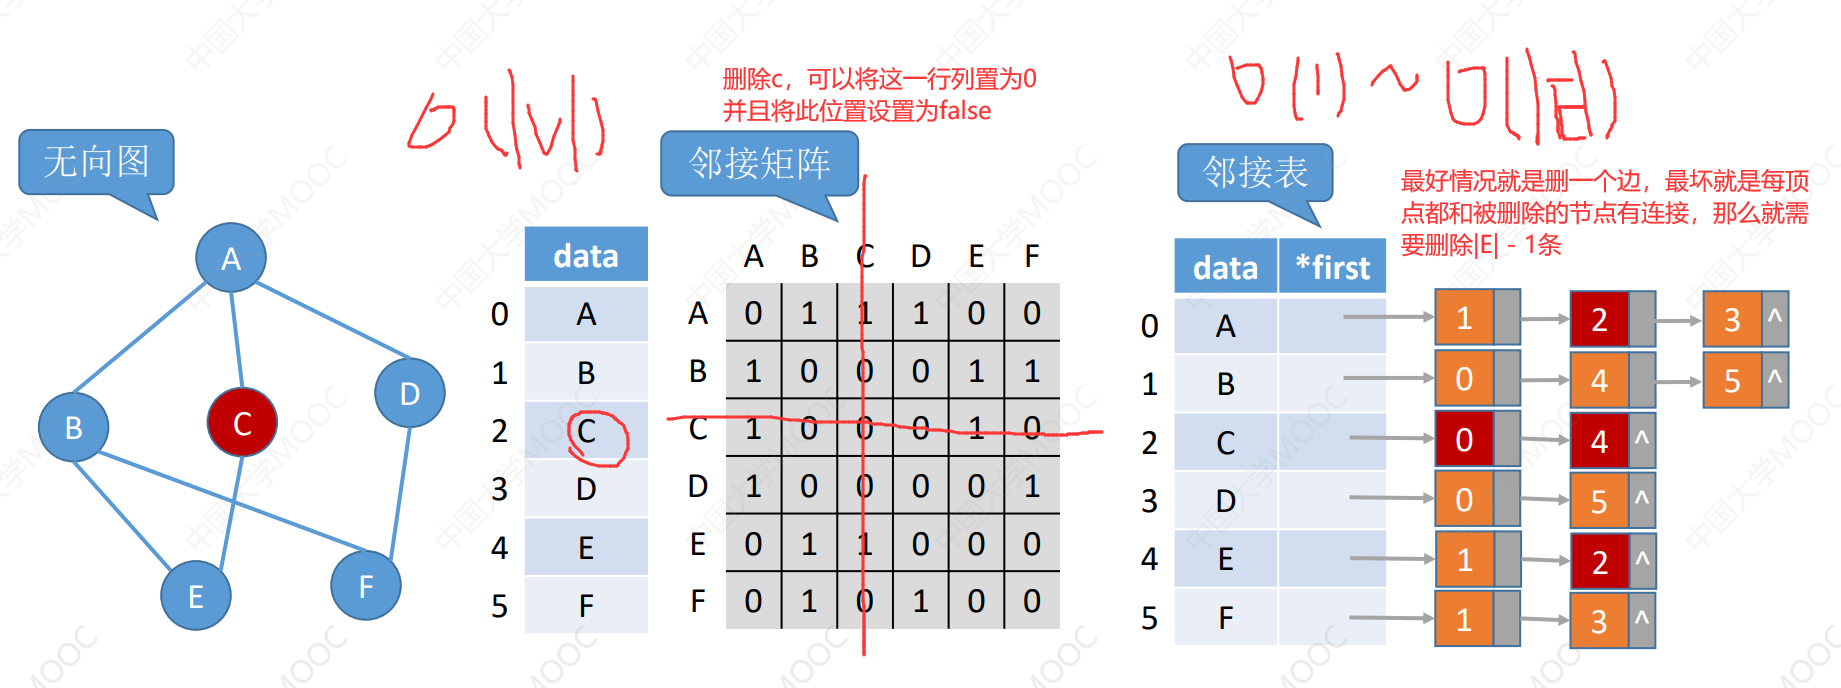 删除c，可以将这一行列置为0
并且将此位置设置为false
O(|V|)
O(1)~O(|E|)
无向图
邻接矩阵
邻接表
最好情况就是删一个边，最坏就是每顶
点都和被删除的节点有连接，那么就需
要删除|E| - 1条
A
B
C
D
E
F
data
0 A
1 B
2 C
3 D
4 E
5 F
A B C D E F
A 0 1 1 1 0 0
B 1 0 0 0 1 1
C 1 0 0 0 1 0
D 1 0 0 0 0 1
E 0 1 1 0 0 0
F 0 1 0 1 0 0
data *first
0 A 1 2 3 ^
1 B 0 4 5 ^
2 C 0 4 ^
3 D 0 5 ^
4 E 1 2 ^
5 F 1 3 ^
中国大学MOOC